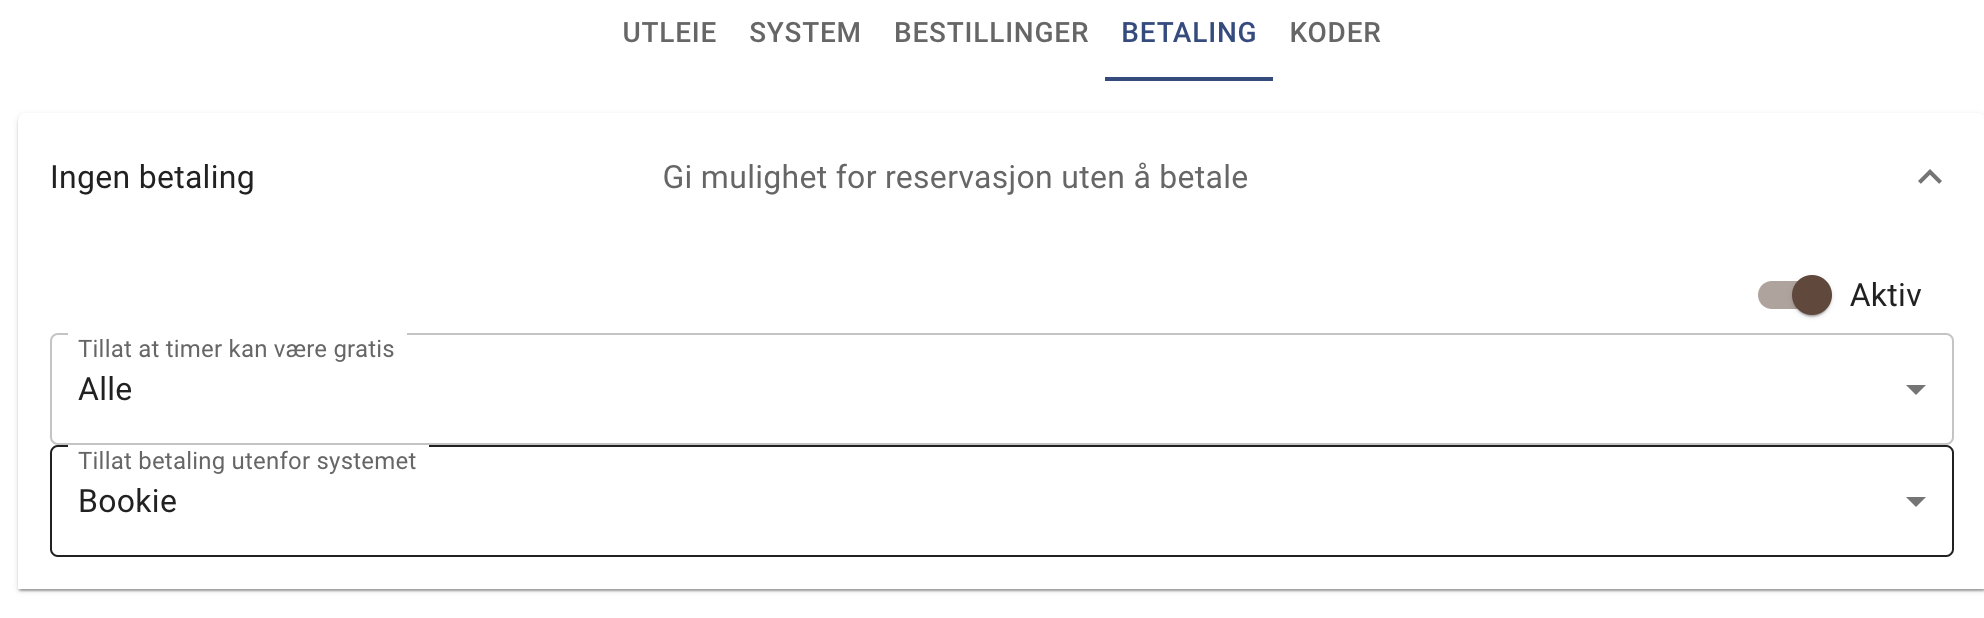 UTLEIE SYSTEM BESTILLINGER BETALING KODER
Ingen betaling Gi mulighet for reservasjon uten å betale
Aktiv
Tillat at timer kan være gratis
Alle
Tillat betaling utenfor systemet
Bookie